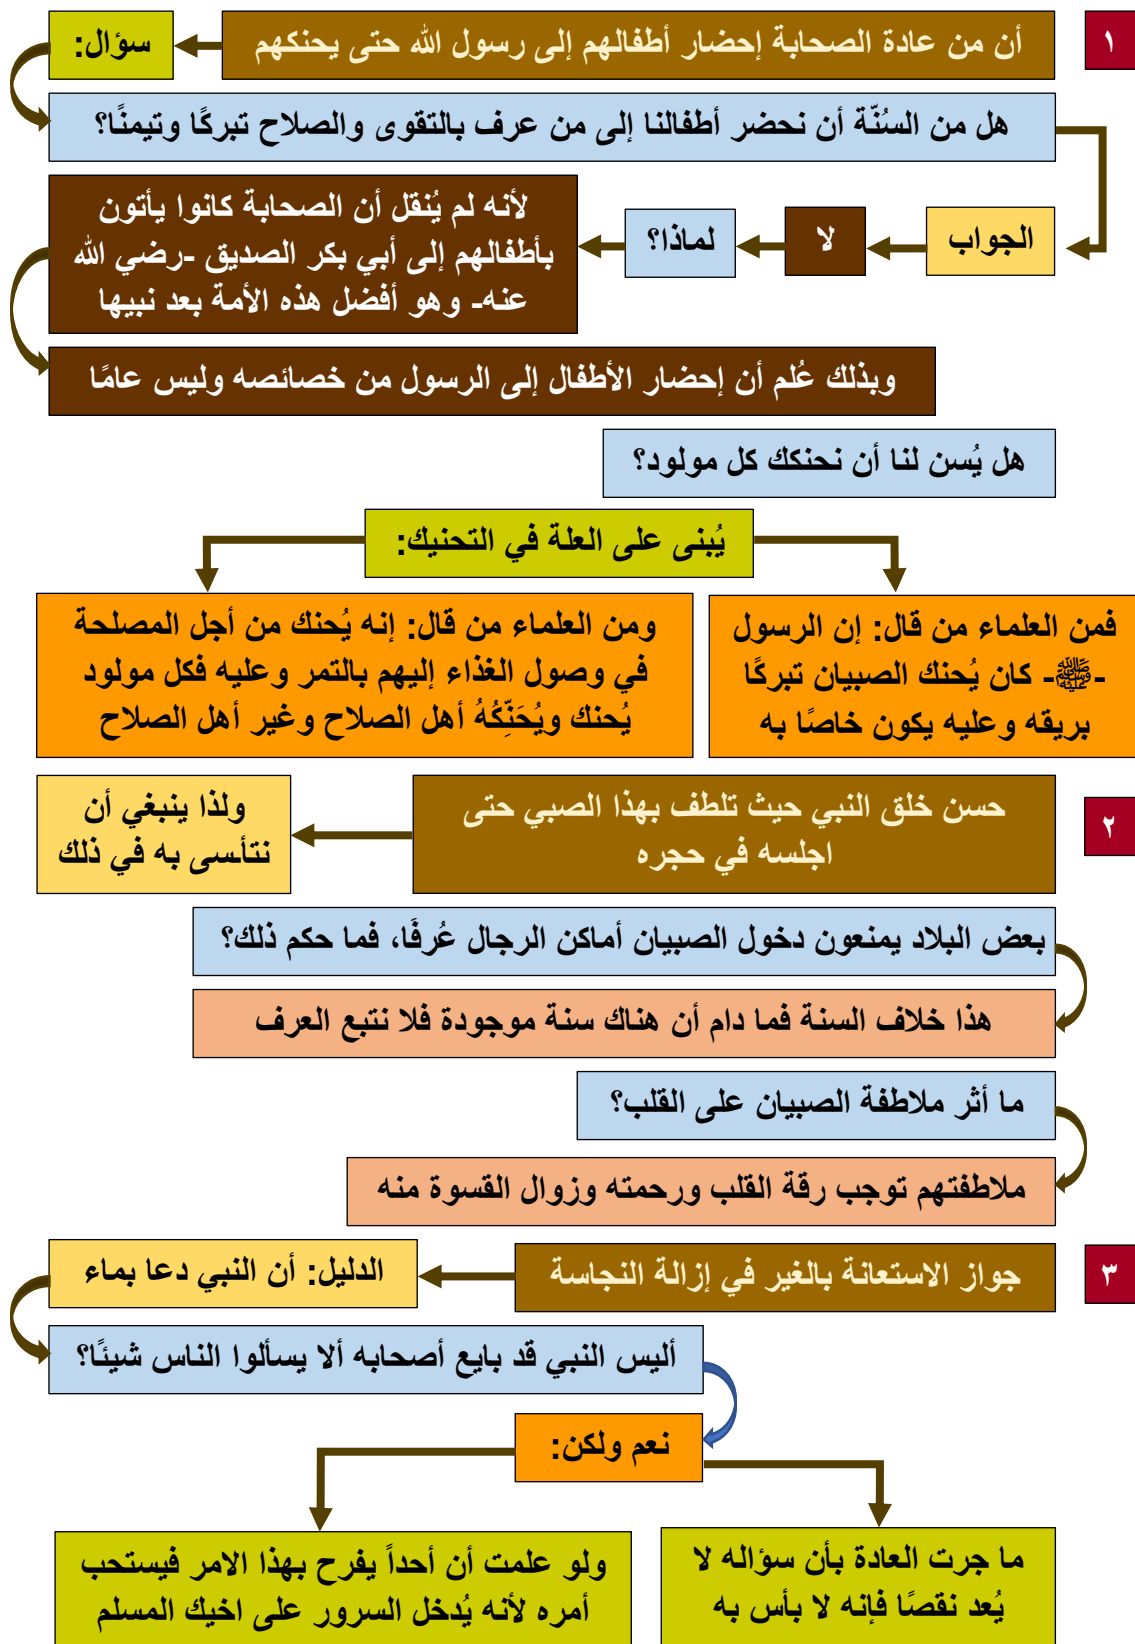 ١
أن من عادة الصحابة إحضار أطفالهم إلى رسول الله حتى يحنكهم
سؤال:
هل من السُنّة أن نحضر أطفالنا إلى من عرف بالتقوى والصلاح تبركًا وتيمنًا؟
الجواب
لا
لماذا؟
لأنه لم يُنقل أن الصحابة كانوا يأتون
بأطفالهم إلى أبي بكر الصديق -رضي الله
عنه- وهو أفضل هذه الأمة بعد نبيها
وبذلك عُلم أن إحضار الأطفال إلى الرسول من خصائصه وليس عامًا
هل يُسن لنا أن نحنكك كل مولود؟
يُبنى على العلة في التحنيك:
فمن العلماء من قال: إن الرسول
-ﷺ- كان يُحنك الصبيان تبركًا
بريقه وعليه يكون خاصًا به
ومن العلماء من قال: إنه يُحنك من أجل المصلحة
في وصول الغذاء إليهم بالتمر وعليه فكل مولود
يُحنك ويُحَنِّكُهُ أهل الصلاح وغير أهل الصلاح
٢
حسن خلق النبي حيث تلطف بهذا الصبي حتى
اجلسه في حجره
ولذا ينبغي أن
نتأسى به في ذلك
بعض البلاد يمنعون دخول الصبيان أماكن الرجال عُرفًا، فما حكم ذلك؟
هذا خلاف السنة فما دام أن هناك سنة موجودة فلا نتبع العرف
ما أثر ملاطفة الصبيان على القلب؟
ملاطفتهم توجب رقة القلب ورحمته وزوال القسوة منه
٣
جواز الاستعانة بالغير في إزالة النجاسة
الدليل: أن النبي دعا بماء
أليس النبي قد بايع أصحابه ألا يسألوا الناس شيئًا؟
نعم ولكن:
ما جرت العادة بأن سؤاله لا
يُعد نقصًا فإنه لا بأس به
ولو علمت أن أحداً يفرح بهذا الامر فيستحب
أمره لأنه يُدخل السرور على اخيك المسلم